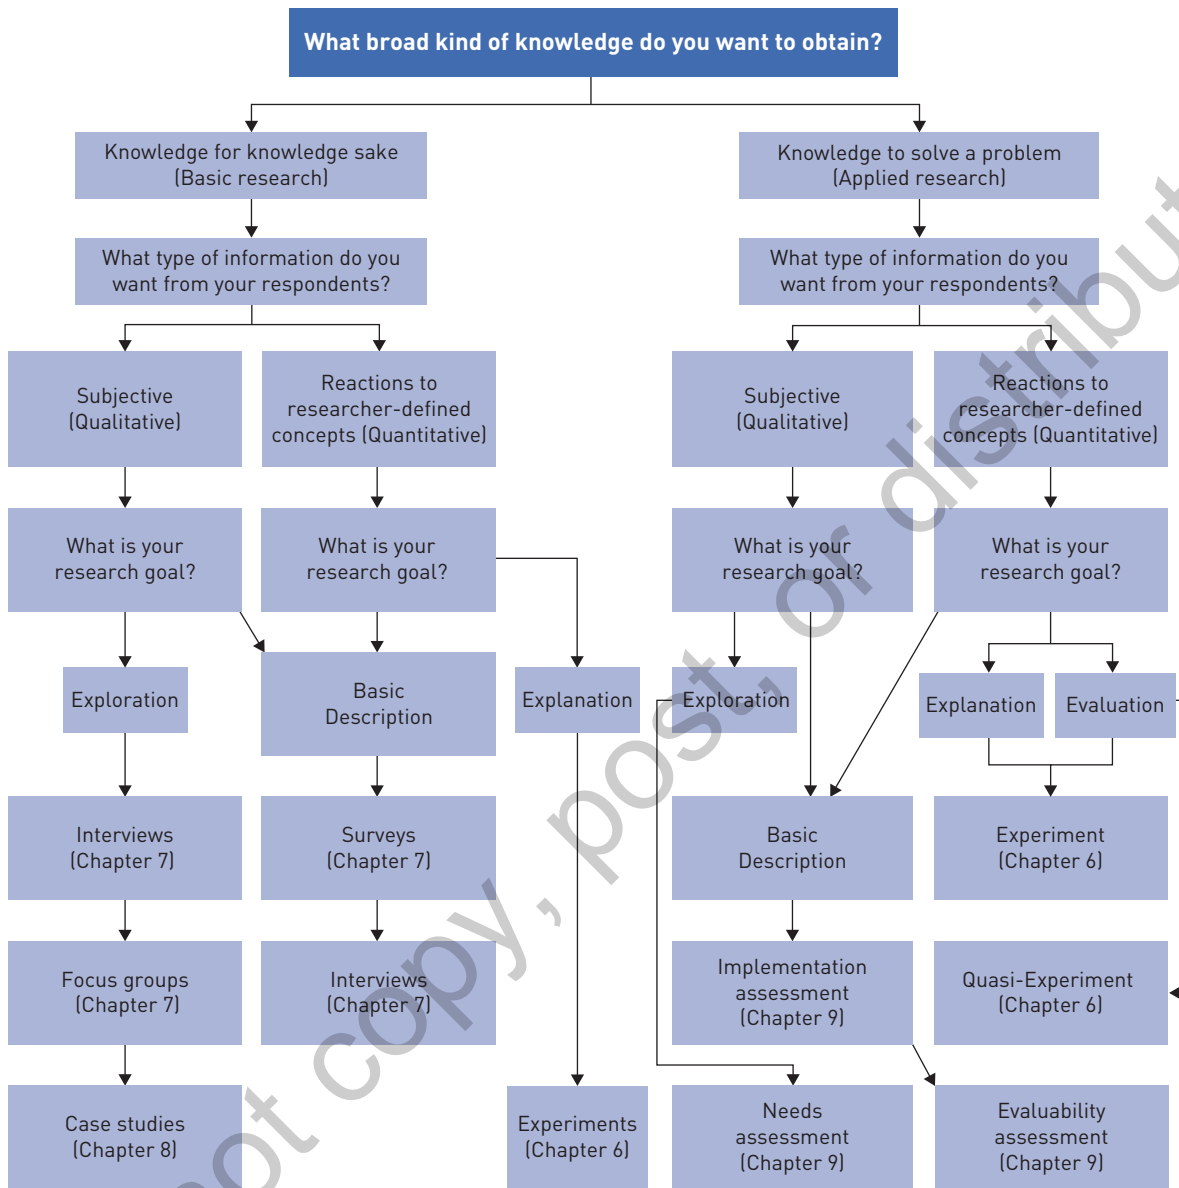 What broad kind of knowledge do you want to obtain?
Knowledge for knowledge sake
(Basic research)
Knowledge to solve a problem
(Applied research)
What type of information do you
want from your respondents?
What type of information do you
want from your respondents?
Subjective
(Qualitative)
Reactions to
researcher-defined
concepts (Quantitative)
Subjective
(Qualitative)
Reactions to
researcher-defined
concepts (Quantitative)
What is your
research goal?
What is your
research goal?
What is your
research goal?
What is your
research goal?
Exploration
Basic
Description
Explanation
Exploration
Explanation
Evaluation
Interviews
(Chapter 7)
Surveys
(Chapter 7)
Basic
Description
Experiment
(Chapter 6)
Focus groups
(Chapter 7)
Interviews
(Chapter 7)
Implementation
assessment
(Chapter 9)
Quasi-Experiment
(Chapter 6)
Case studies
(Chapter 8)
Experiments
(Chapter 6)
Needs
assessment
(Chapter 9)
Evaluability
assessment
(Chapter 9)
not copy, post, or distribut